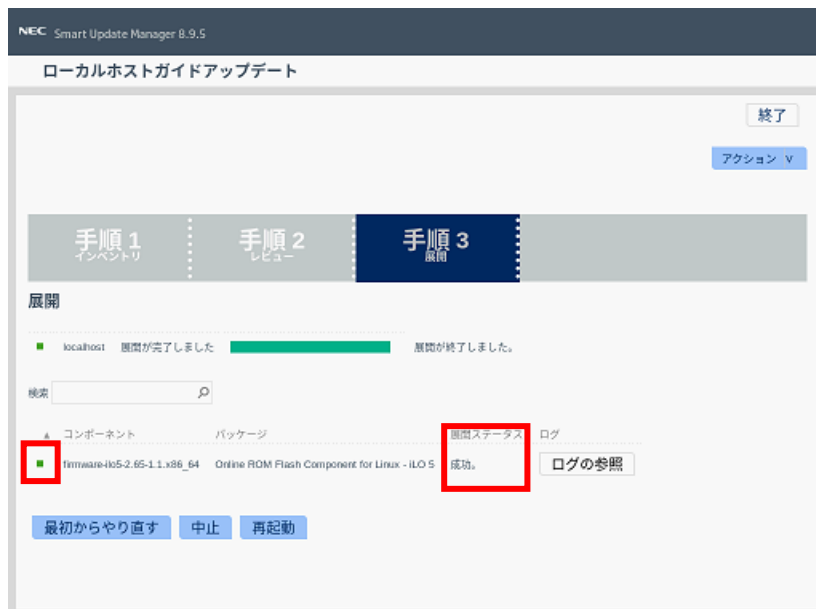 NEC Smart Update Manager 8.9.5
ローカルホストガイドアップデート
終了
アクション ∨
手順 1
インベントリ
手順 2
レビュー
手順 3
展開
展開
localhost 展開が完了しました 展開が終了しました。
検索
▲ コンポーネント パッケージ 展開ステータス ログ
firmware-ilo5-2.65-1.1.x86_64 Online ROM Flash Component for Linux - iLO 5 成功。 ログの参照
最初からやり直す 中止 再起動